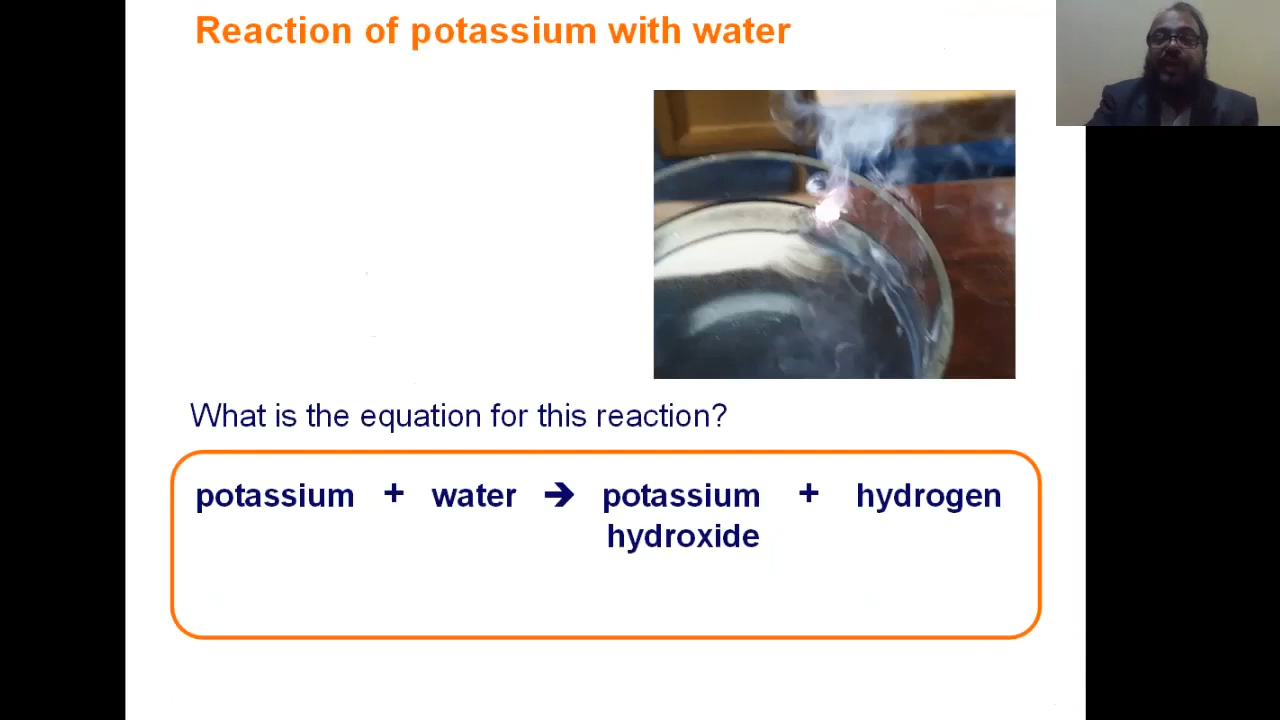 Reaction of potassium with water
What is the equation for this reaction?
potassium + water ➔ potassium + hydrogen
hydroxide